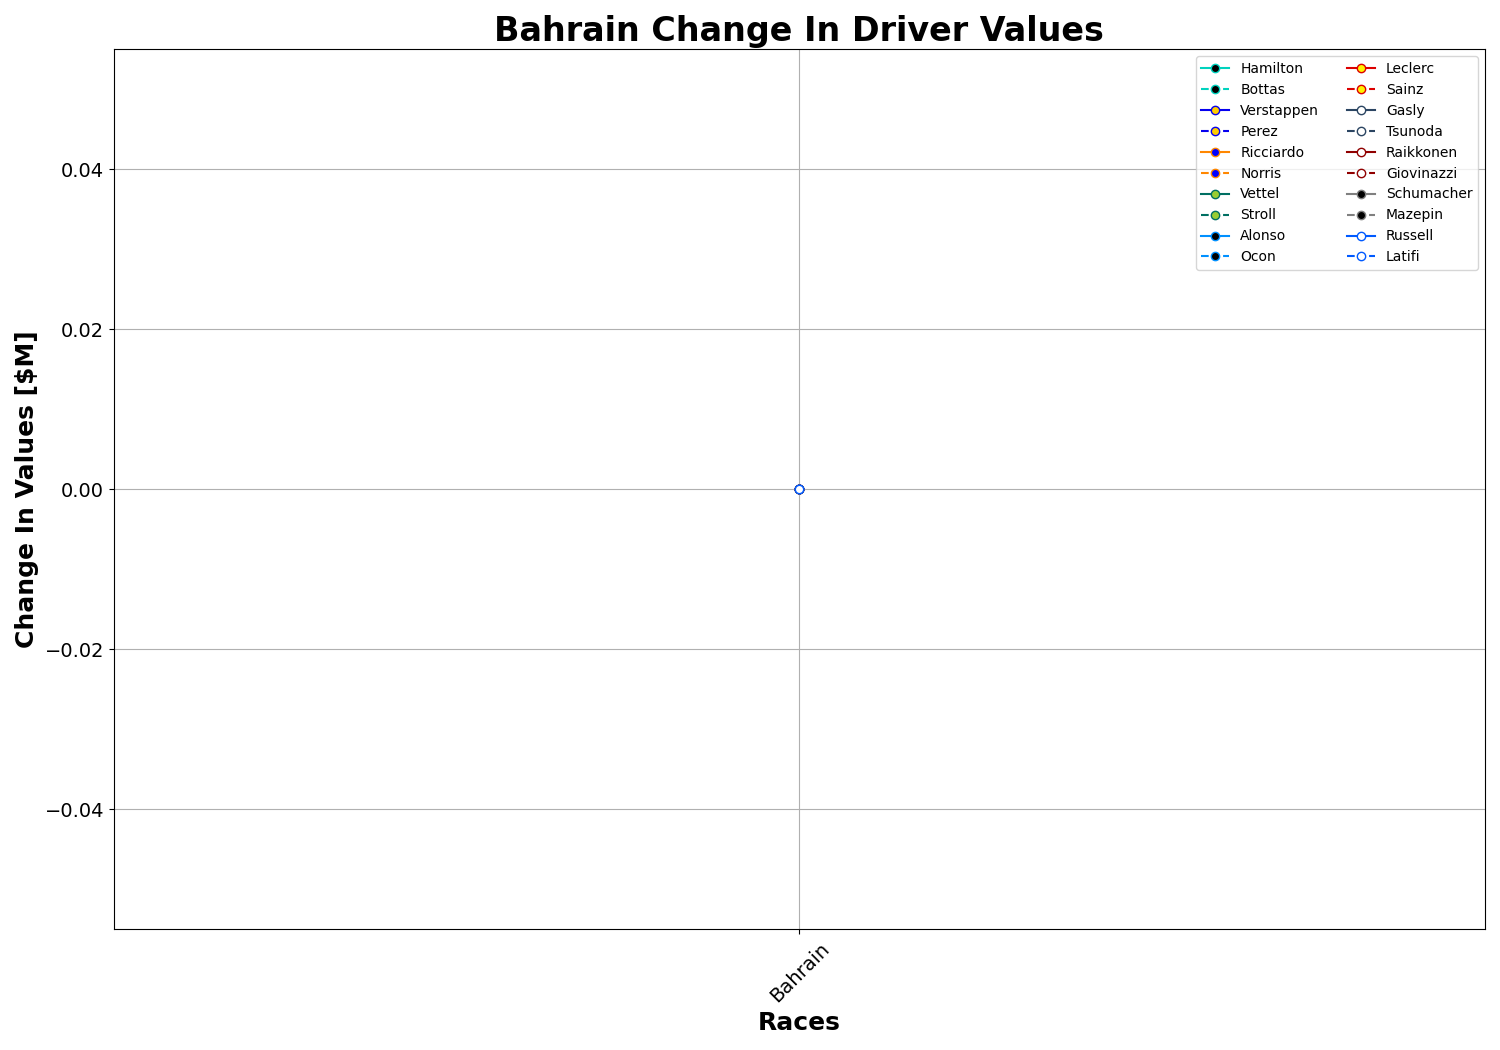 Bahrain Change In Driver Values
Hamilton
Bottas
Verstappen
Perez
Ricciardo
Norris
Vettel
Stroll
Alonso
Ocon
Leclerc
Sainz
Gasly
Tsunoda
Raikkonen
Giovinazzi
Schumacher
Mazepin
Russell
Latifi
Change In Values [$M]
0.04
0.02
0.00
−0.02
−0.04
Bahrain
Races